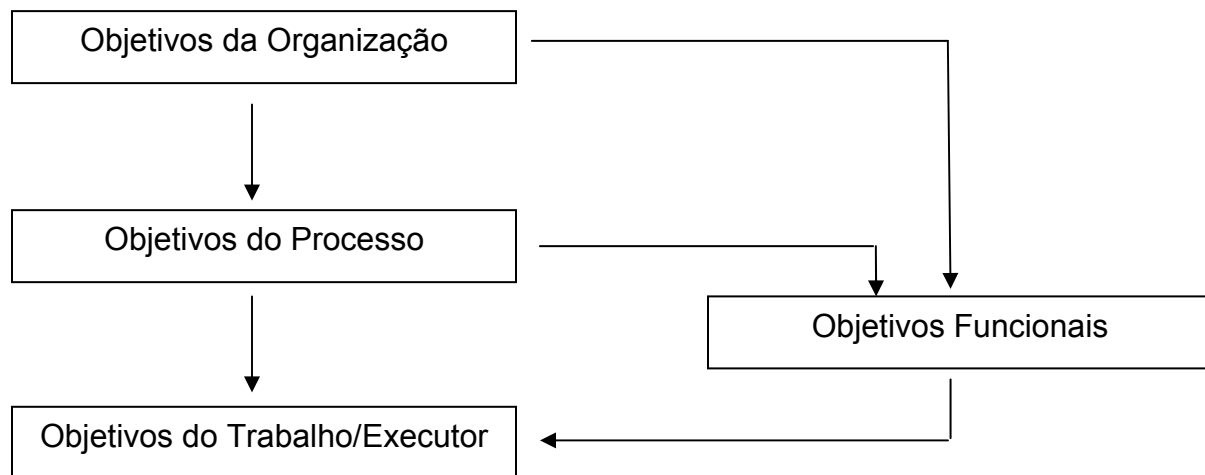 Objetivos da Organização
Objetivos do Processo
Objetivos Funcionais
Objetivos do Trabalho/Executor